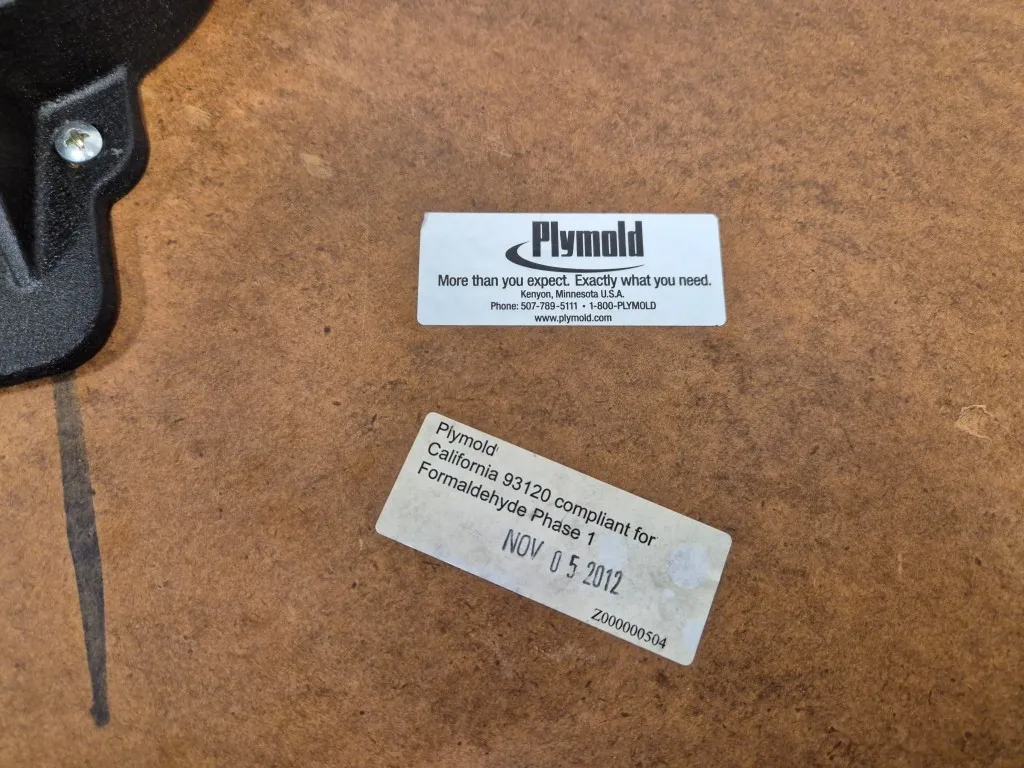 Plymold
More than you expect. Exactly what you need.
Kenyon, Minnesota U.S.A.
Phone: 507-789-5111 • 1-800-PLYMOLD
www.plymold.com
Plymold
California 93120 compliant for
Formaldehyde Phase 1
NOV 05 2012
Z000000504